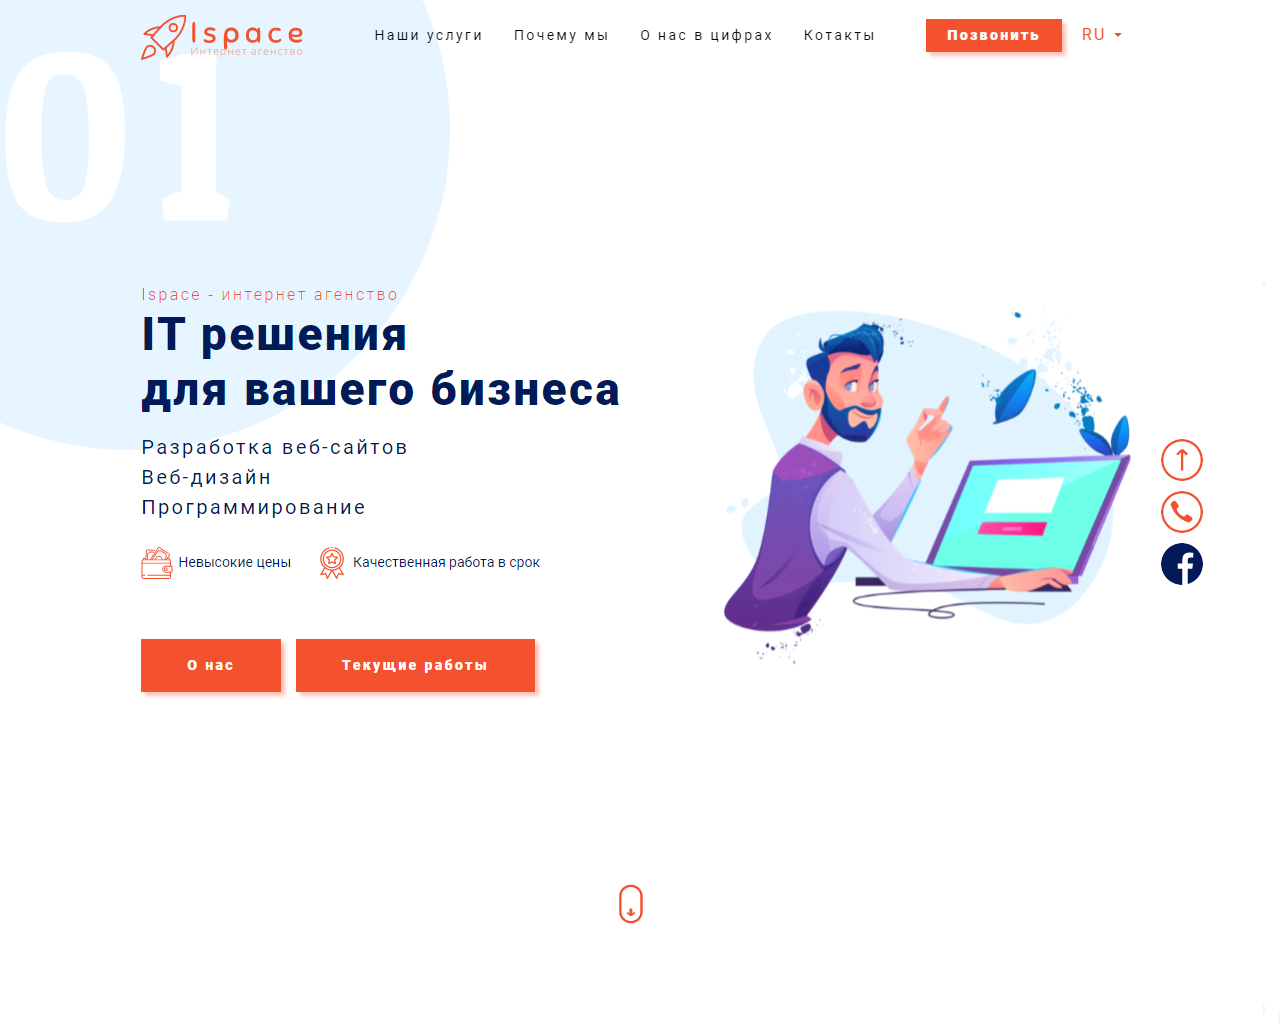 01
Ispace
Интернет агенство
Наши услуги
Почему мы
О нас в цифрах
Котакты
Позвонить
RU
Ispace - интернет агенство
IT решения
для вашего бизнеса
Разработка веб-сайтов
Веб-дизайн
Программирование
Невысокие цены
Качественная работа в срок
О нас
Текущие работы